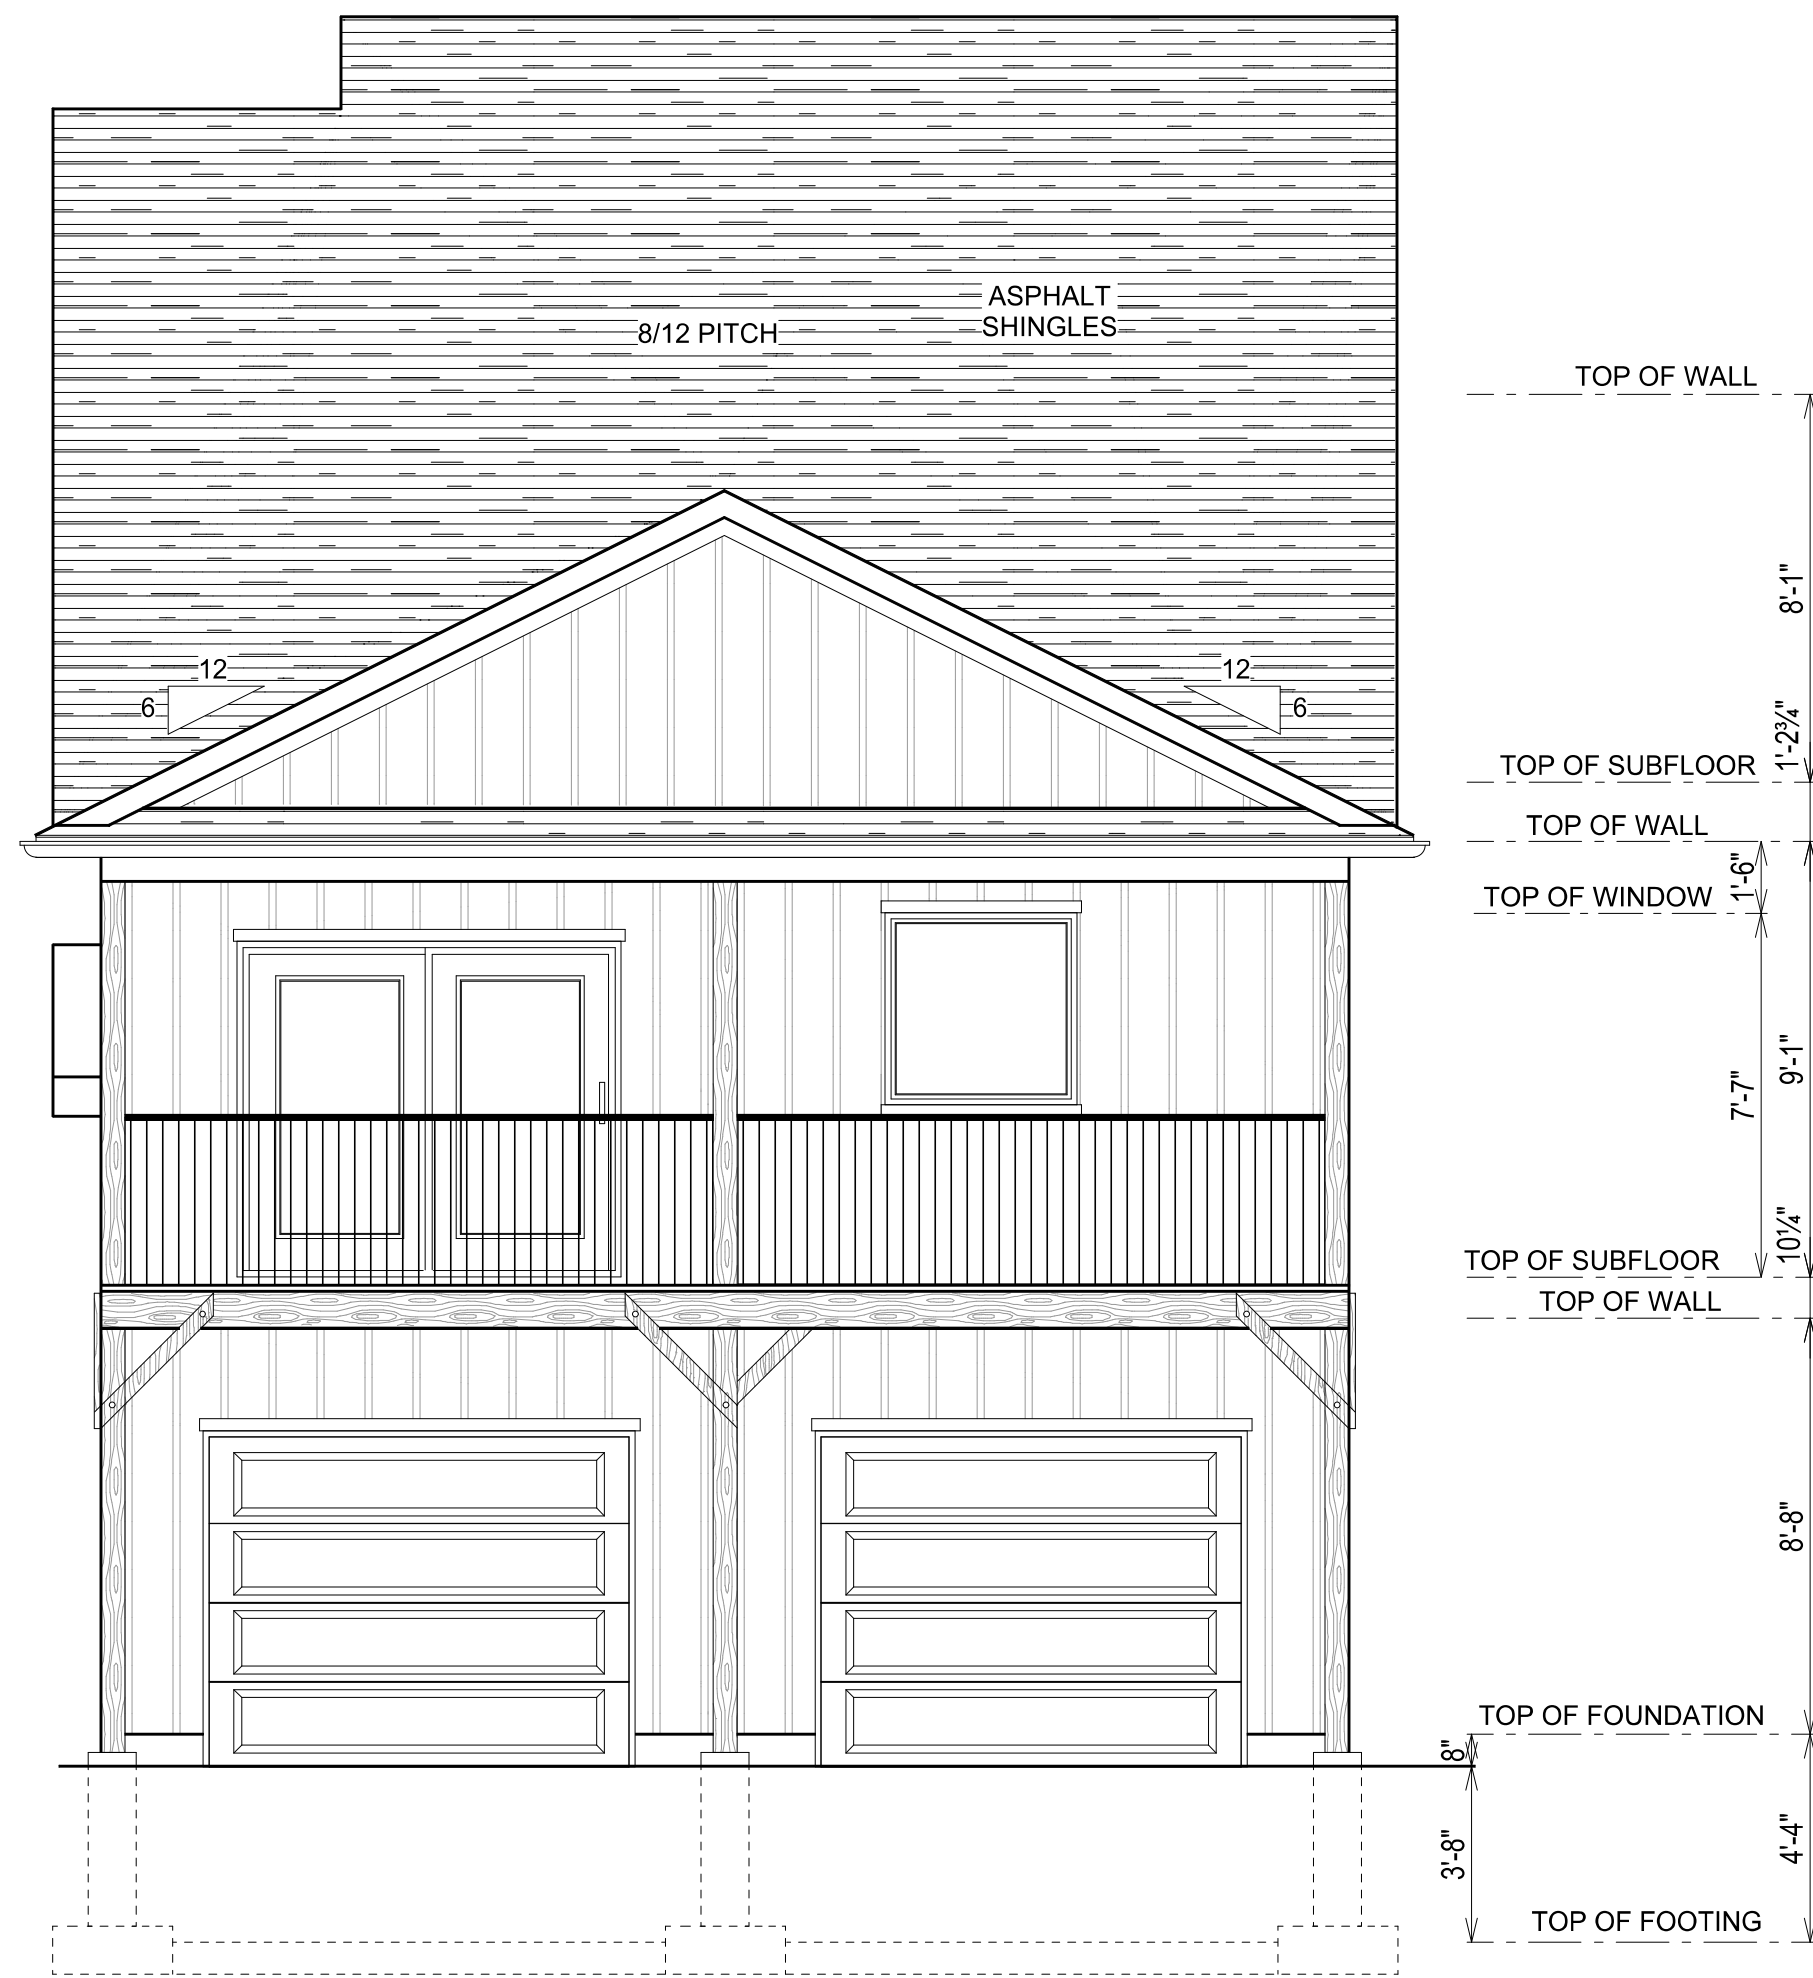 ASPHALT
SHINGLES
8/12 PITCH
TOP OF WALL
8'-1"
12
6
12
6
1'-2¾"
TOP OF SUBFLOOR
TOP OF WALL
1'-6"
TOP OF WINDOW
9'-1"
7'-7"
10¼"
TOP OF SUBFLOOR
TOP OF WALL
8'-8"
TOP OF FOUNDATION
8"
4'-4"
3'-8"
TOP OF FOOTING